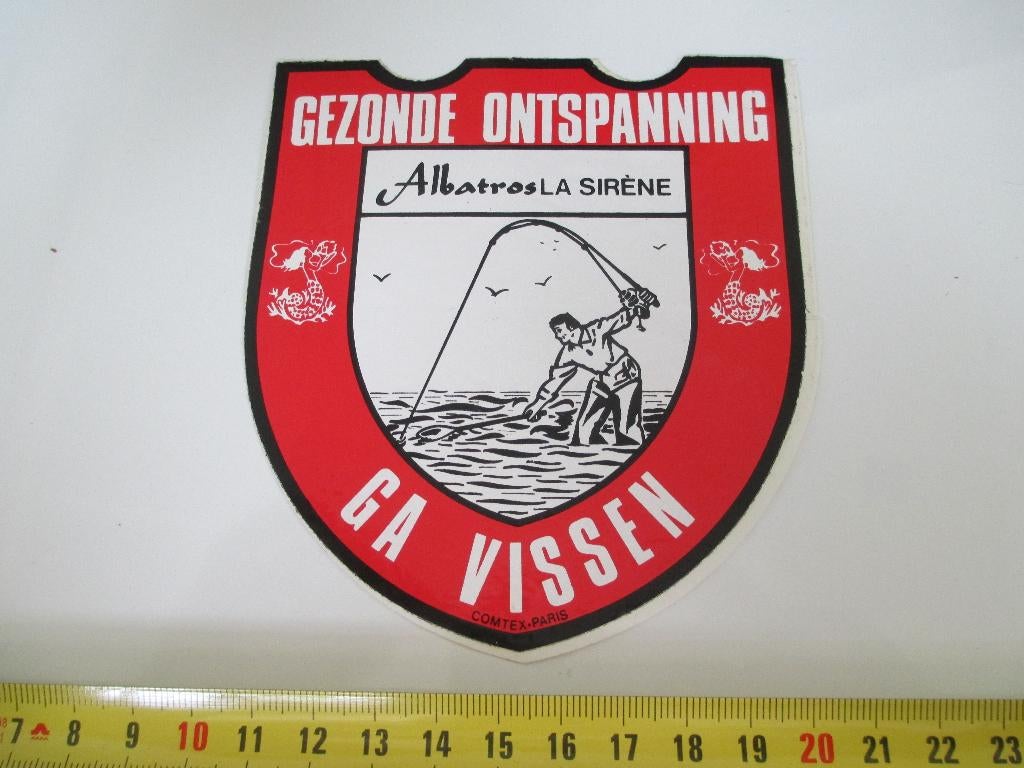 GEZONDE ONTSPANNING
Albatros LA SIRÈNE
GA VISSEN
COMTEX-PARIS
7 8 9 10 11 12 13 14 15 16 17 18 19 20 21 22 23